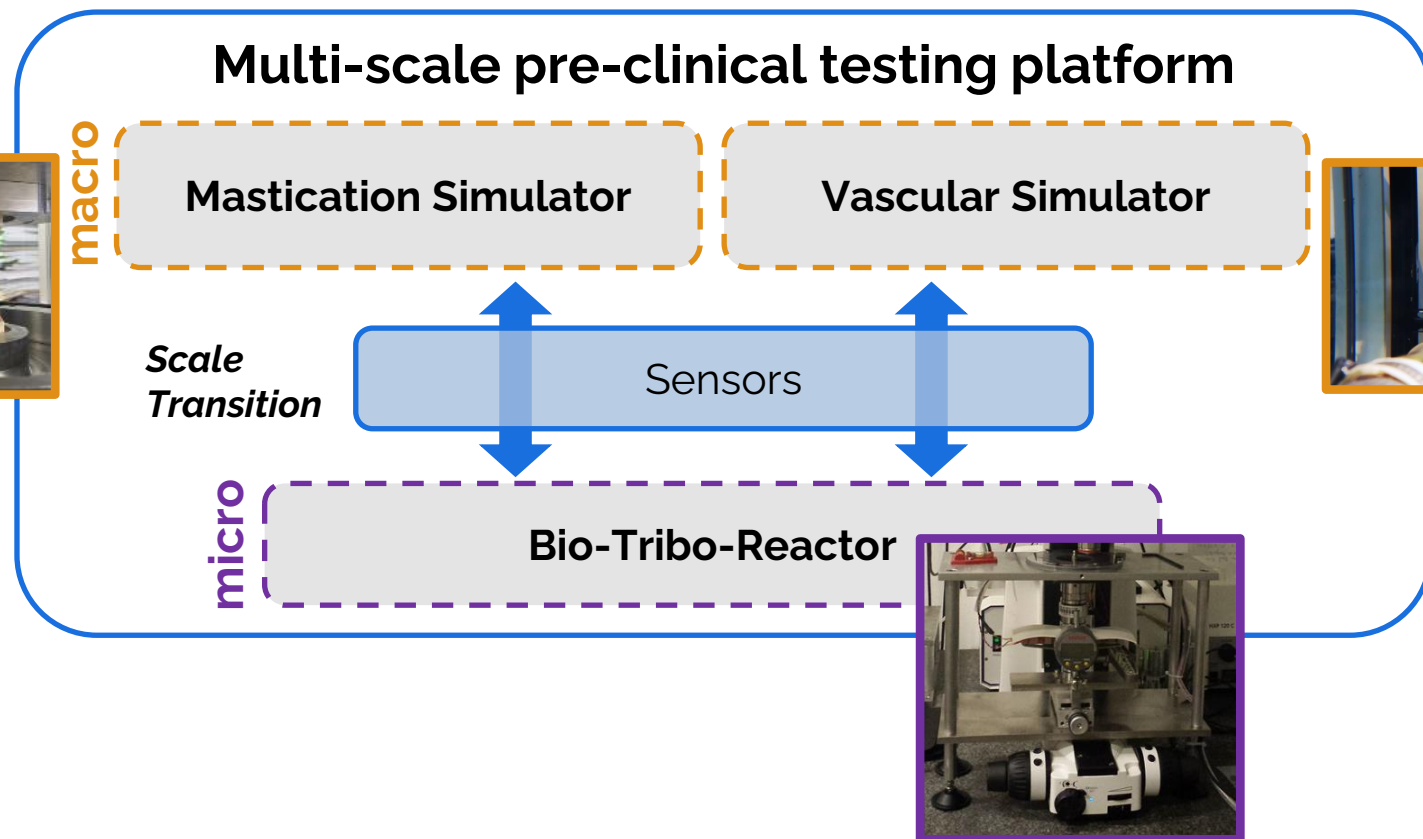 Multi-scale pre-clinical testing platform
macro
Mastication Simulator
Vascular Simulator
Scale
Transition
Sensors
micro
Bio-Tribo-Reactor